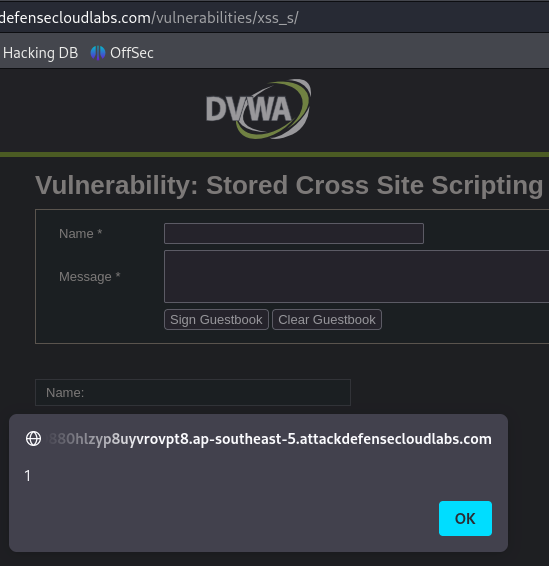 defensecloudlabs.com/vulnerabilities/xss_s/
Hacking DB OffSec
DVWA
Vulnerability: Stored Cross Site Scripting
Name *
Message *
Sign Guestbook Clear Guestbook
Name:
880hlzyp8uyvrovpt8.ap-southeast-5.attackdefensecloudlabs.com
1
OK